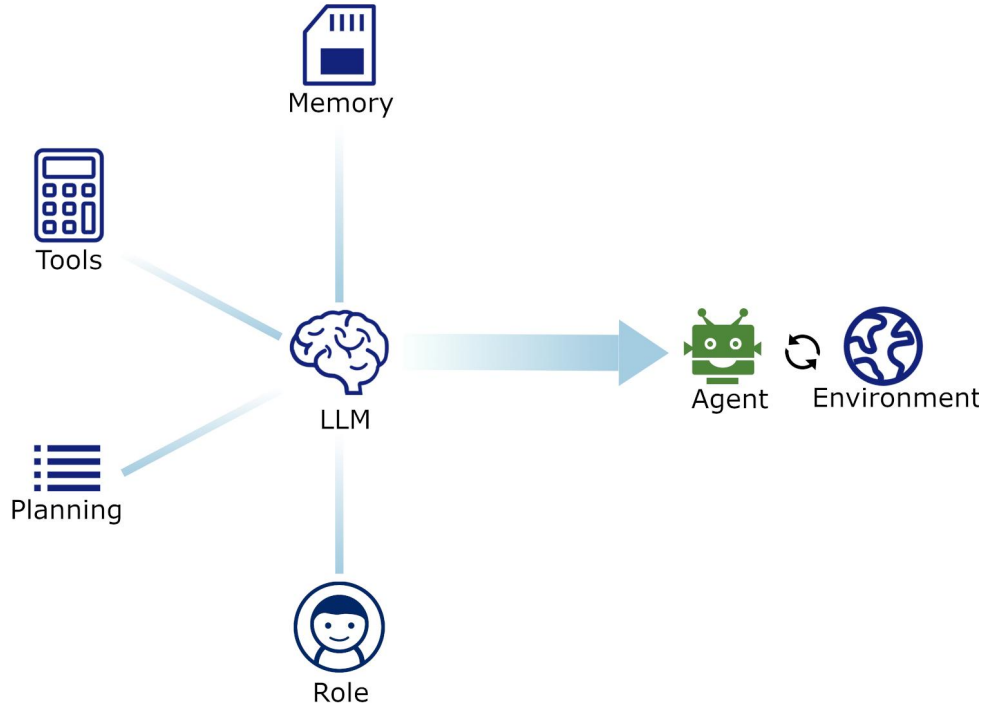 Memory
Tools
LLM
Agent
Environment
Planning
Role